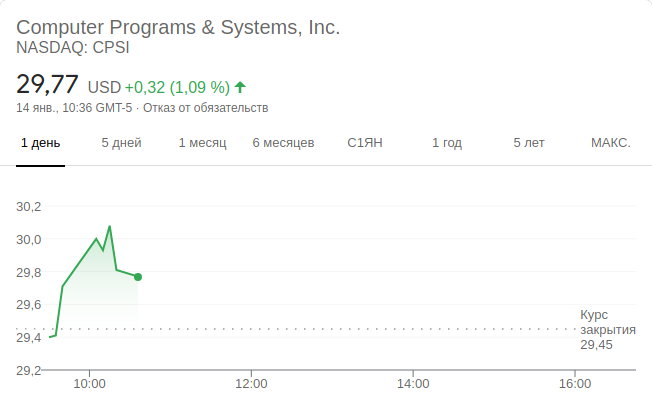 Computer Programs & Systems, Inc.
NASDAQ: CPSI
29,77 USD +0,32 (1,09 %)
14 янв., 10:36 GMT-5 · Отказ от обязательств
1 день 5 дней 1 месяц 6 месяцев С1ЯН 1 год 5 лет МАКС.
30,2
30,0
29,8
29,6
Курс
закрытия
29,45
29,4
29,2
10:00 12:00 14:00 16:00